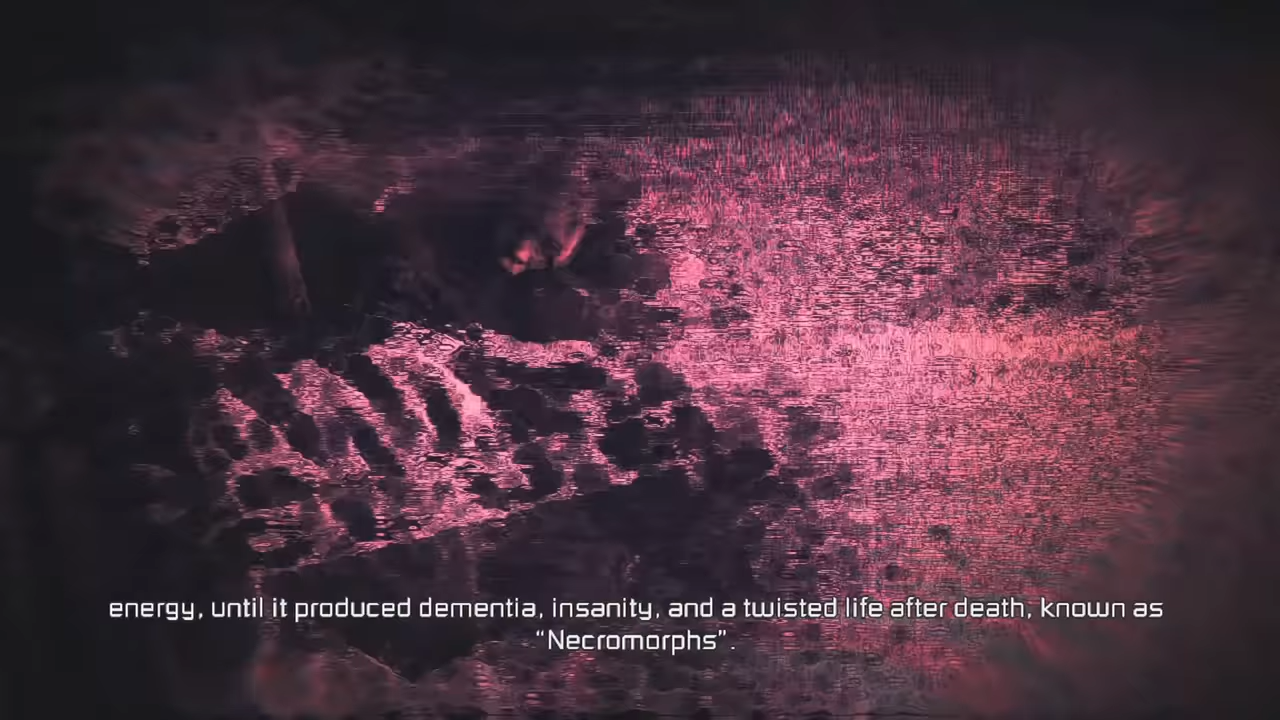 energy, until it produced dementia, insanity, and a twisted life after death, known as
“Necromorphs”.